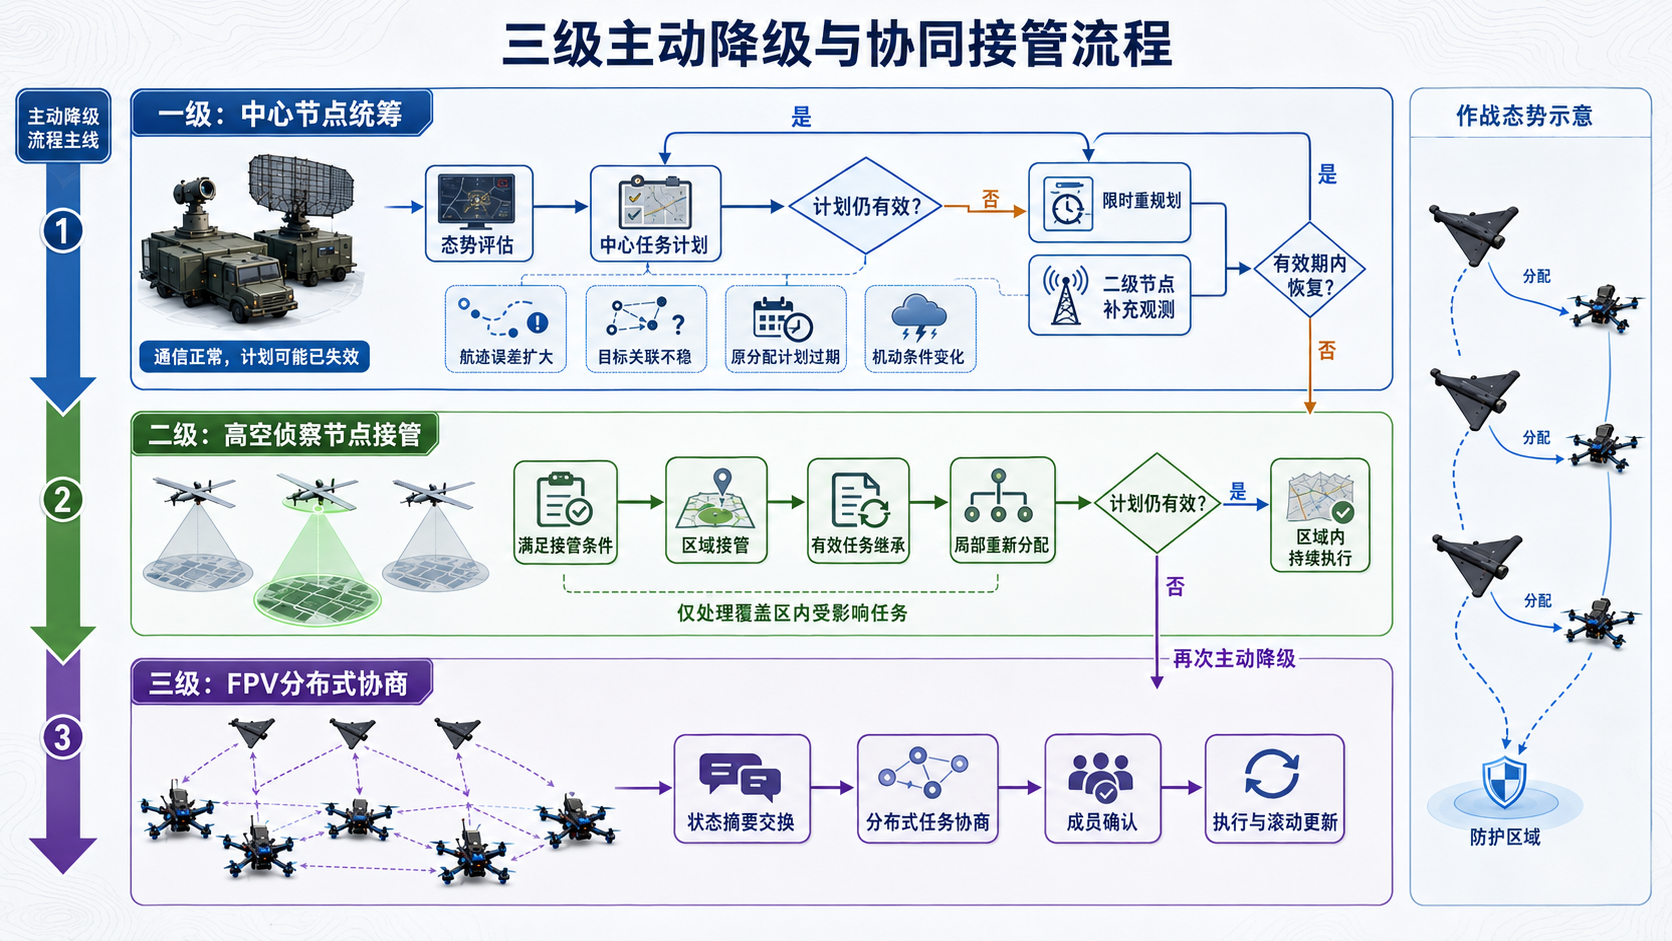 三级主动降级与协同接管流程
主动降级
流程主线
1
2
3
一级：中心节点统筹
通信正常，计划可能已失效
态势评估
中心任务计划
计划仍有效？
是
否
限时重规划
二级节点
补充观测
有效期内
恢复？
是
否
航迹误差扩大
?
目标关联不稳
原分配计划过期
机动条件变化
二级：高空侦察节点接管
满足接管条件
区域接管
有效任务继承
局部重新分配
计划仍有效？
是
区域内
持续执行
仅处理覆盖区内受影响任务
否
再次主动降级
三级：FPV分布式协商
状态摘要交换
分布式任务协商
成员确认
执行与滚动更新
作战态势示意
分配
分配
分配
防护区域